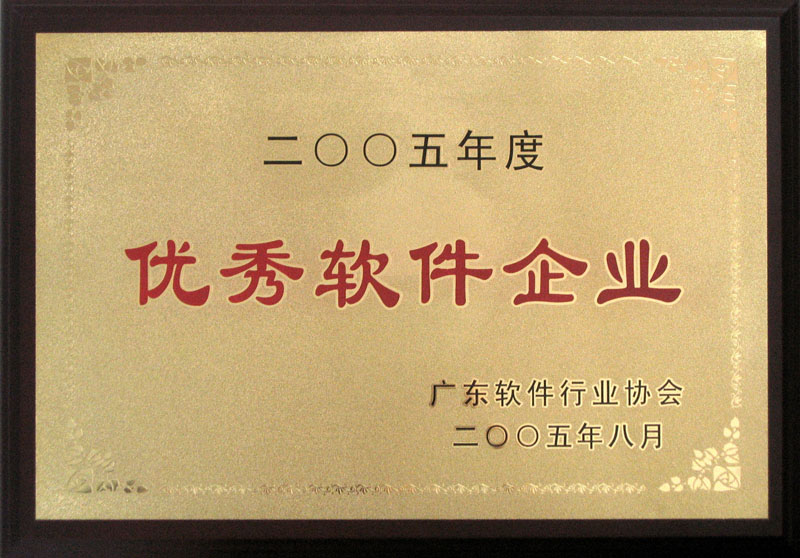 二〇〇五年度
优秀软件企业
广东软件行业协会
二〇〇五年八月